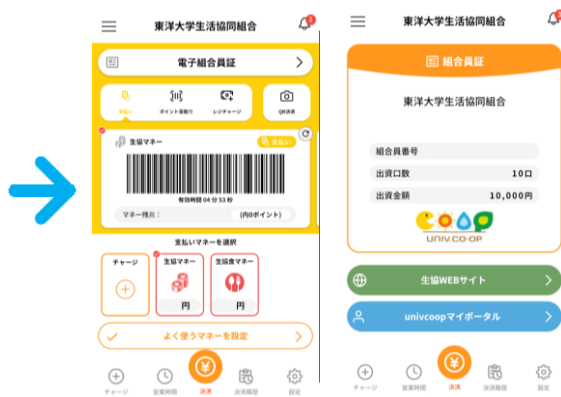 東洋大学生活協同組合
3
電子組合員証
支払い
ポイント値割り
レジチャージ
QR決済
生協マネー
支払い
有効時間 04 分 53 秒
マネー残高：
(内0ポイント)
支払いマネーを選択
チャージ
生協マネー
円
生協食マネー
円
よく使うマネーを設定
チャージ
営業時間
決済
決済履歴
設定
東洋大学生活協同組合
組合員証
東洋大学生活協同組合
組合員番号
出資口数
10口
出資金額
10,000円
UNIV.CO-OP
生協WEBサイト
univcoopマイポータル
チャージ
営業時間
決済
決済履歴
設定